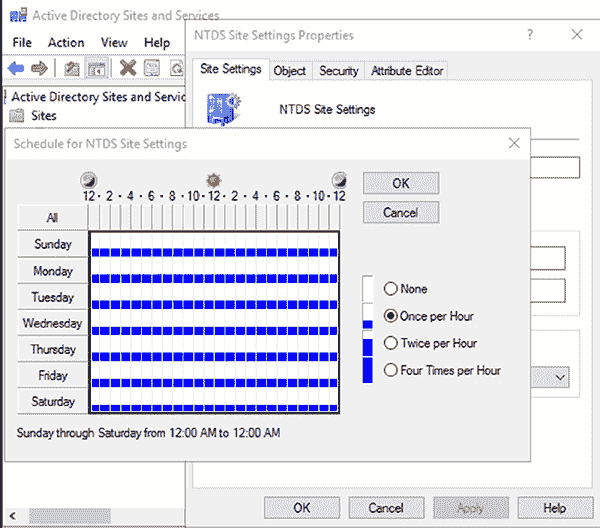 Active Directory Sites and Services
File Action View Help
Active Directory Sites and Servic
Sites
NTDS Site Settings Properties
Site Settings Object Security Attribute Editor
NTDS Site Settings
Schedule for NTDS Site Settings
12 · 2 · 4 · 6 · 8 · 10 · 12 · 2 · 4 · 6 · 8 · 10 · 12
All
Sunday
Monday
Tuesday
Wednesday
Thursday
Friday
Saturday
OK
Cancel
None
Once per Hour
Twice per Hour
Four Times per Hour
Sunday through Saturday from 12:00 AM to 12:00 AM
OK Cancel Apply Help